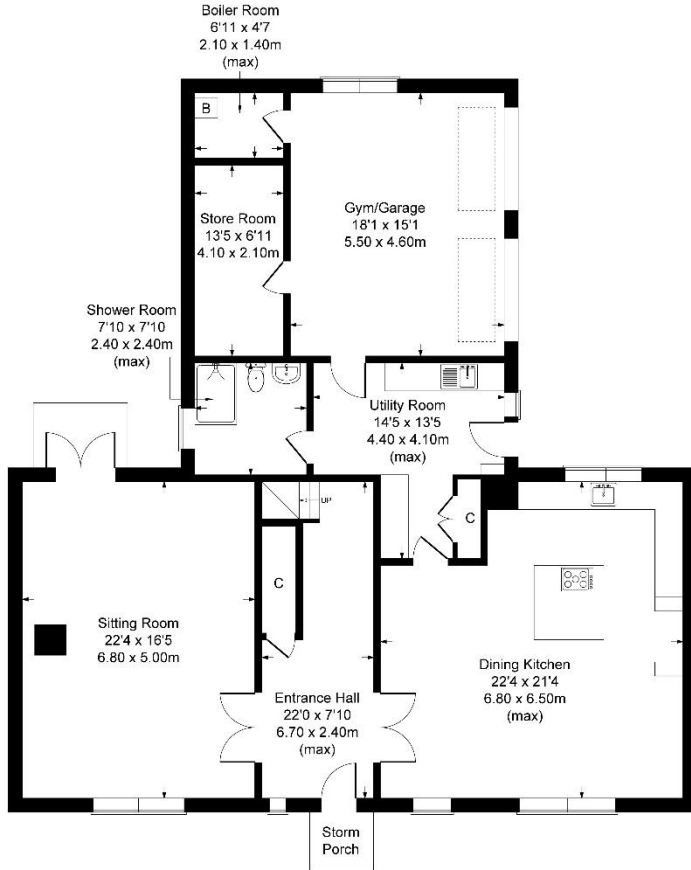 Boiler Room
6'11 x 4'7
2.10 x 1.40m
(max)
B
Store Room
13'5 x 6'11
4.10 x 2.10m
Gym/Garage
18'1 x 15'1
5.50 x 4.60m
Shower Room
7'10 x 7'10
2.40 x 2.40m
(max)
Utility Room
14'5 x 13'5
4.40 x 4.10m
(max)
UP
C
C
Sitting Room
22'4 x 16'5
6.80 x 5.00m
Entrance Hall
22'0 x 7'10
6.70 x 2.40m
(max)
Dining Kitchen
22'4 x 21'4
6.80 x 6.50m
(max)
Storm
Porch